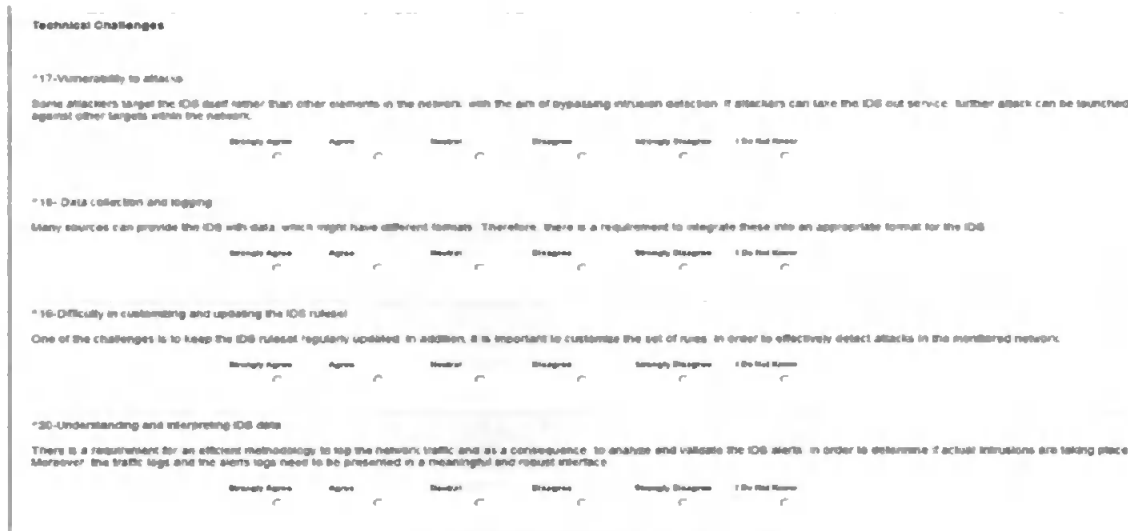 Technical Challenges
*17-Vulnerability to attacks
Some attackers target the IDS itself rather than other elements in the network, with the aim of bypassing intrusion detection. If attackers can take the IDS out service, further attack can be launched
against other targets within the network.
Strongly Agree Agree Neutral Disagree Strongly Disagree I Do Not Know
*18- Data collection and logging
Many sources can provide the IDS with data, which might have different formats. Therefore, there is a requirement to integrate these into an appropriate format for the IDS.
Strongly Agree Agree Neutral Disagree Strongly Disagree I Do Not Know
*19-Difficulty in customizing and updating the IDS ruleset
One of the challenges is to keep the IDS ruleset regularly updated. In addition, it is important to customise the set of rules, in order to effectively detect attacks in the monitored network.
Strongly Agree Agree Neutral Disagree Strongly Disagree I Do Not Know
*20-Understanding and interpreting IDS data
There is a requirement for an efficient methodology to log the network traffic and as a consequence, to analyse and validate the IDS alerts, in order to determine if actual intrusions are taking place.
Moreover, the traffic logs and the alerts logs need to be presented in a meaningful and robust interface.
Strongly Agree Agree Neutral Disagree Strongly Disagree I Do Not Know